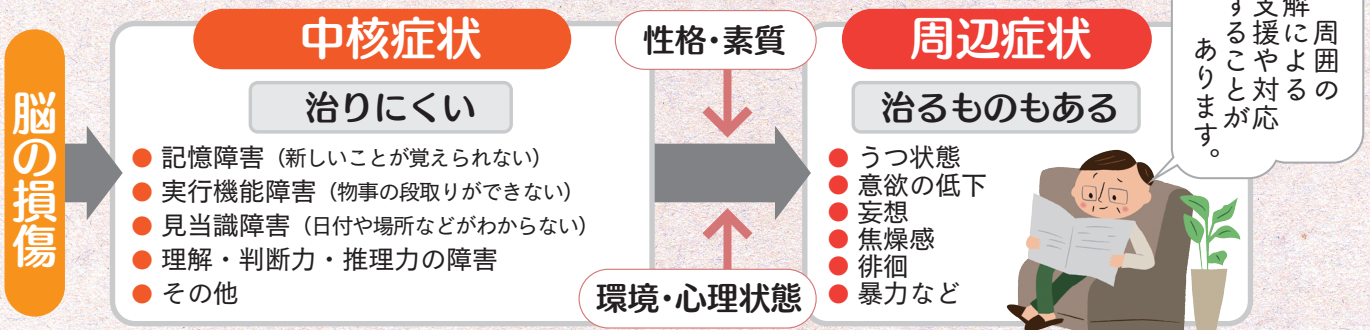 脳の損傷
中核症状
治りにくい
● 記憶障害（新しいことが覚えられない）
● 実行機能障害（物事の段取りができない）
● 見当識障害（日付や場所などがわからない）
● 理解・判断力・推理力の障害
● その他
性格・素質
環境・心理状態
周辺症状
治るものもある
● うつ状態
● 意欲の低下
● 妄想
● 焦燥感
● 徘徊
● 暴力など
周囲の
解による
支援や対応
することが
あります。